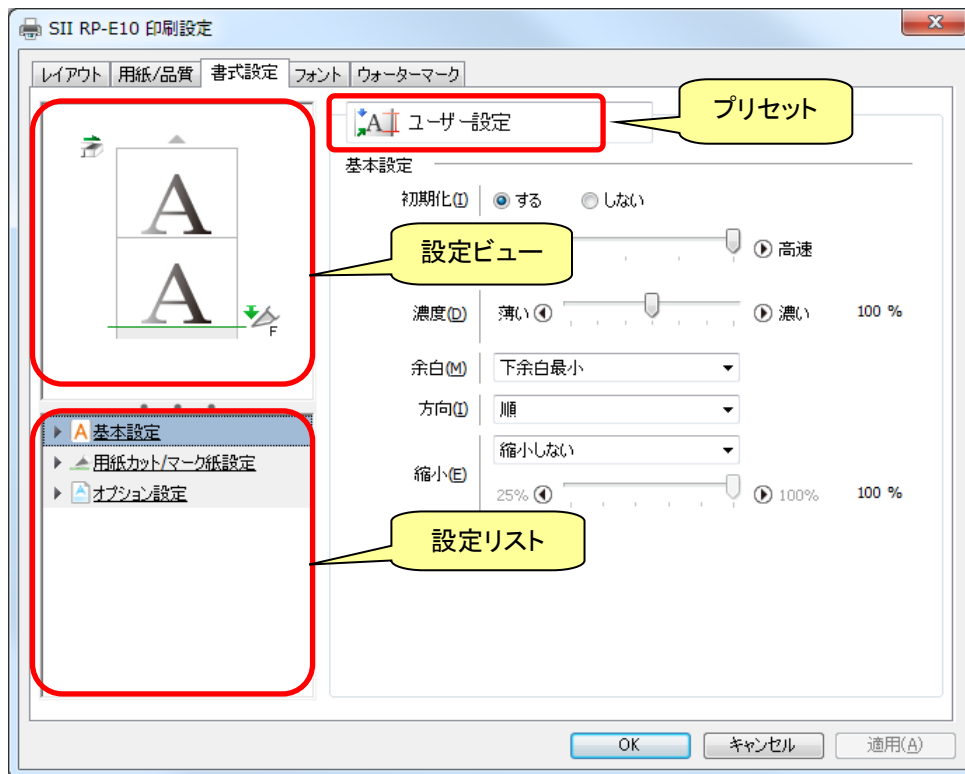 SII RP-E10 印刷設定
レイアウト 用紙/品質 書式設定 フォント ウォーターマーク
プリセット
A ユーザー設定
基本設定
初期化(I) する しない
設定ビュー
高速
A
A
F
濃度(D) 薄い 濃い 100 %
余白(M) 下余白最小
方向(I) 順
縮小(E) 縮小しない
25% 100% 100 %
A 基本設定
用紙カット/マーク紙設定
A オプション設定
設定リスト
OK キャンセル 適用(A)